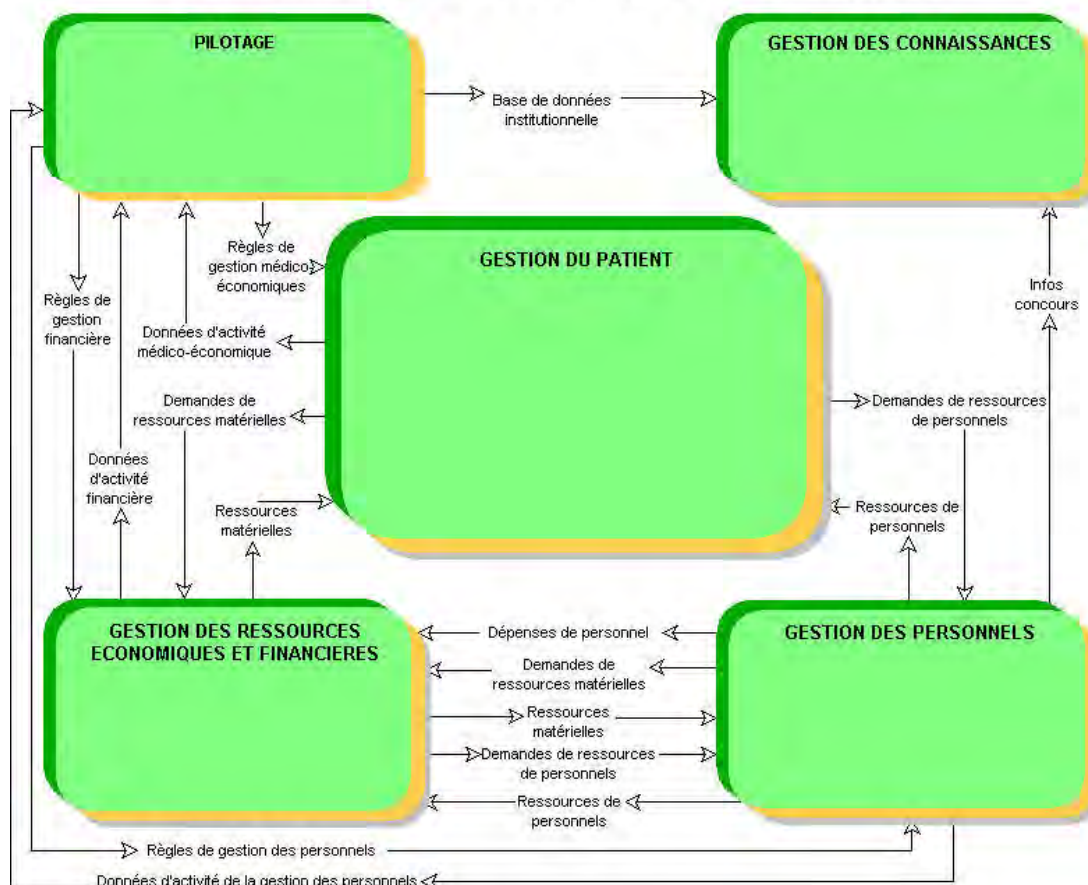 PILOTAGE
GESTION DES CONNAISSANCES
Base de données
institutionnelle
Règles de
gestion médico
économiques
GESTION DU PATIENT
Règles de
gestion
financière
Infos
concours
Données d'activité
médico-économique
Demandes de
ressources matérielles
Demandes de ressources
de personnels
Données
d'activité
financière
Ressources
matérielles
Ressources de
personnels
GESTION DES RESSOURCES
ECONOMIQUES ET FINANCIERES
GESTION DES PERSONNELS
Dépenses de personnel
Demandes de
ressources matérielles
Ressources
matérielles
Demandes de ressources
de personnels
Ressources de
personnels
Règles de gestion des personnels
Données d'activité de la gestion des personnels